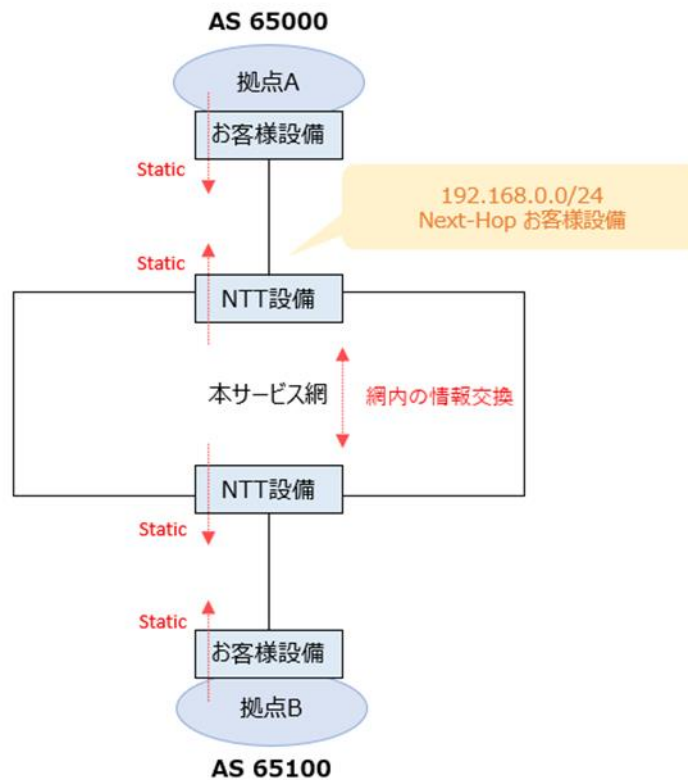 AS 65000
拠点A
お客様設備
Static
192.168.0.0/24
Next-Hop お客様設備
Static
NTT設備
本サービス網
網内の情報交換
NTT設備
Static
Static
お客様設備
拠点B
AS 65100